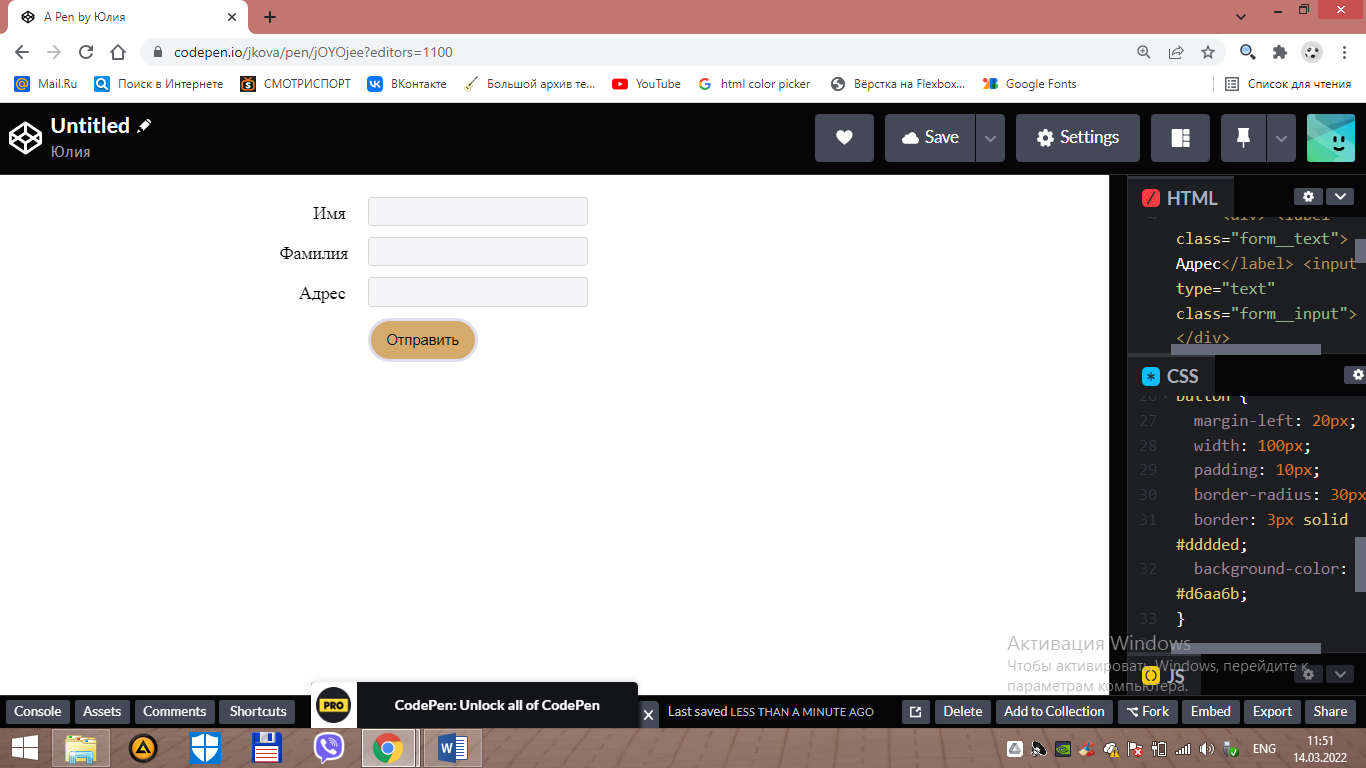 A Pen by Юлия
codepen.io/jkova/pen/jOYOjee?editors=1100
Mail.Ru
Поиск в Интернете
СМОТРИСПОРТ
ВКонтакте
Большой архив те...
YouTube
html color picker
Вёрстка на Flexbox...
Google Fonts
Список для чтения
Untitled
Юлия
Save
Settings
Имя
Фамилия
Адрес
Отправить
HTML
<div> <label
class="form__text">
Адрес</label> <input
type="text"
class="form__input">
</div>
CSS
26 button {
27 margin-left: 20px;
28 width: 100px;
29 padding: 10px;
30 border-radius: 30px
31 border: 3px solid
#dddded;
32 background-color:
#d6aa6b;
33 }
JS
Активация Windows
Чтобы активировать Windows, перейдите к
параметрам компьютера.
Console
Assets
Comments
Shortcuts
PRO
CodePen: Unlock all of CodePen
Last saved LESS THAN A MINUTE AGO
Delete
Add to Collection
Fork
Embed
Export
Share
ENG
11:51
14.03.2022